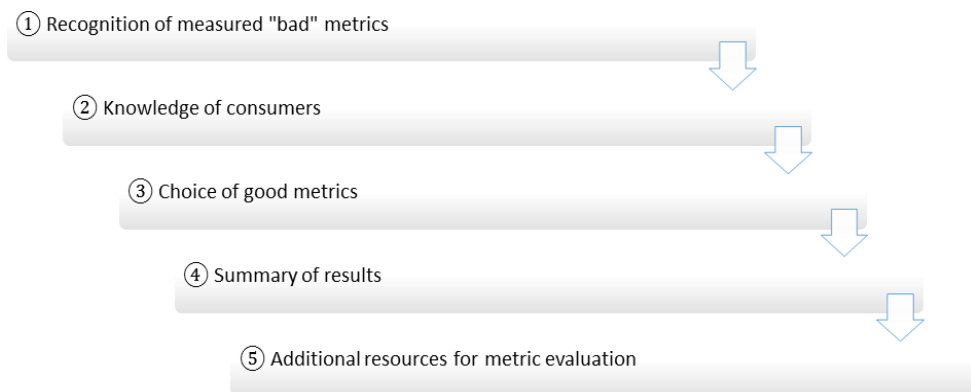 ① Recognition of measured "bad" metrics
② Knowledge of consumers
③ Choice of good metrics
④ Summary of results
⑤ Additional resources for metric evaluation